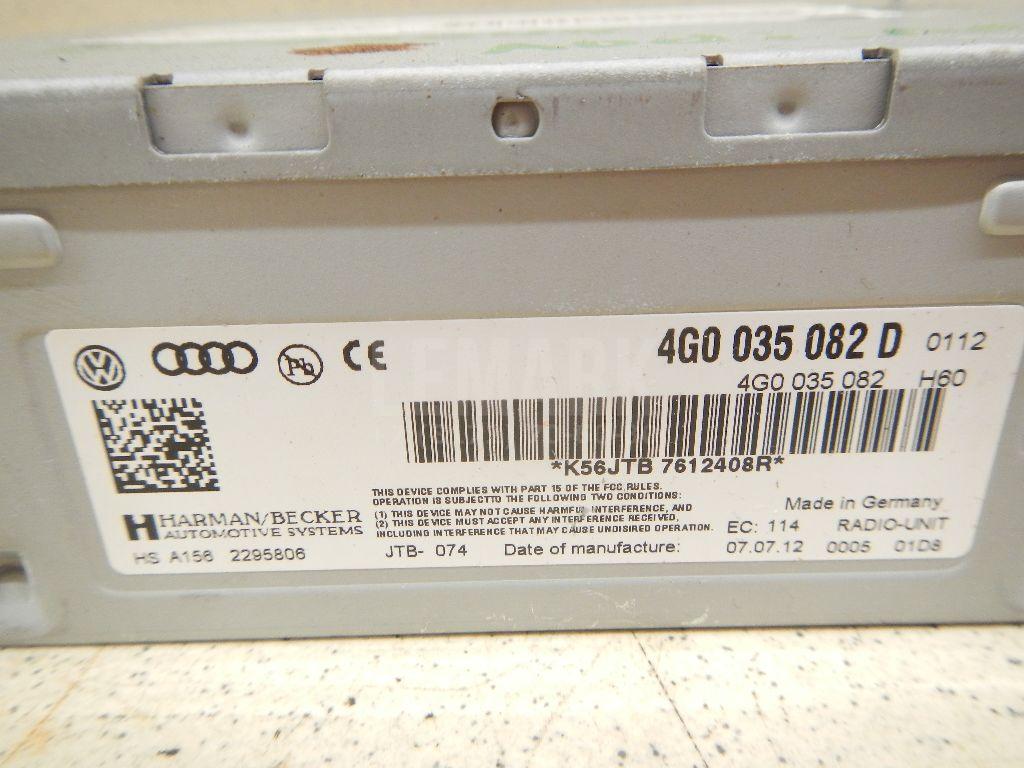 4G0 035 082 D 0112
4G0 035 082 H60
*K56JTB 7612408R*
THIS DEVICE COMPLIES WITH PART 15 OF THE FCC RULES.
OPERATION IS SUBJECTTO THE FOLLOWING TWO CONDITIONS:
(1) THIS DEVICE MAY NOT CAUSE HARMFUL INTERFERENCE, AND
(2) THIS DEVICE MUST ACCEPT ANY INTERFERENCE RECEIVED,
INCLUDING INTERFERENCE THAT MAY CAUSE UNDISIRED OPERATION.
Made in Germany
EC: 114 RADIO-UNIT
HARMAN/BECKER
AUTOMOTIVE SYSTEMS
HS A156 2295806 JTB- 074 Date of manufacture: 07.07.12 0005 01D8
Pb
CE
LEMARK